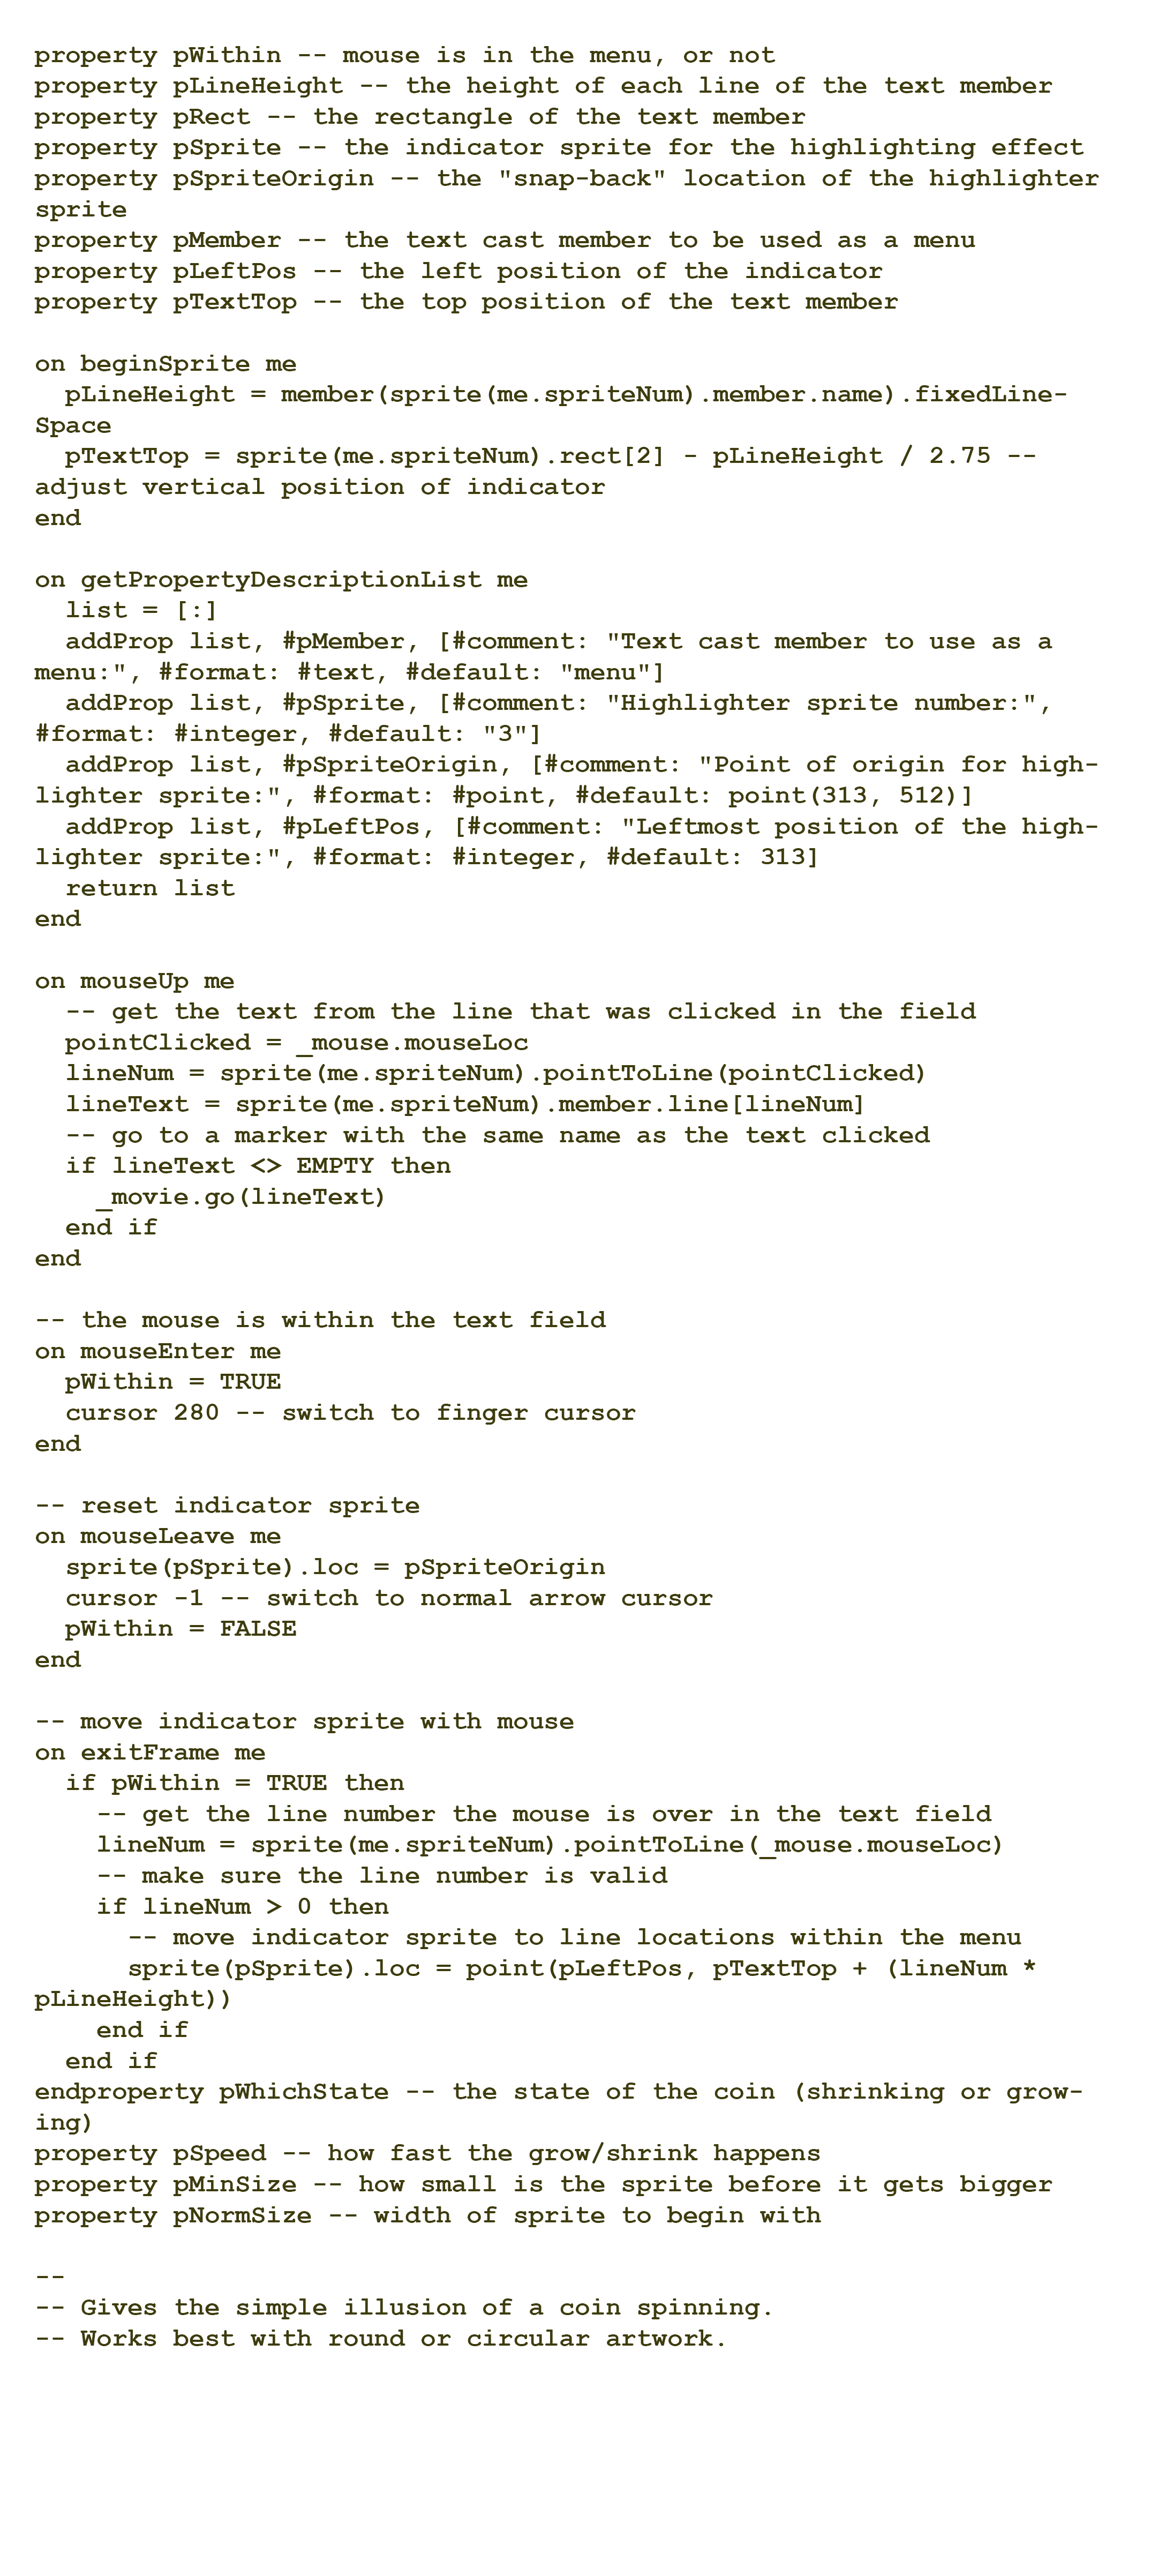 property pWithin -- mouse is in the menu, or not
property pLineHeight -- the height of each line of the text member
property pRect -- the rectangle of the text member
property pSprite -- the indicator sprite for the highlighting effect
property pSpriteOrigin -- the "snap-back" location of the highlighter
sprite
property pMember -- the text cast member to be used as a menu
property pLeftPos -- the left position of the indicator
property pTextTop -- the top position of the text member

on beginSprite me
  pLineHeight = member(sprite(me.spriteNum).member.name).fixedLine-
Space
  pTextTop = sprite(me.spriteNum).rect[2] - pLineHeight / 2.75 --
adjust vertical position of indicator
end

on getPropertyDescriptionList me
  list = [:]
  addProp list, #pMember, [#comment: "Text cast member to use as a
menu:", #format: #text, #default: "menu"]
  addProp list, #pSprite, [#comment: "Highlighter sprite number:",
#format: #integer, #default: "3"]
  addProp list, #pSpriteOrigin, [#comment: "Point of origin for high-
lighter sprite:", #format: #point, #default: point(313, 512)]
  addProp list, #pLeftPos, [#comment: "Leftmost position of the high-
lighter sprite:", #format: #integer, #default: 313]
  return list
end

on mouseUp me
  -- get the text from the line that was clicked in the field
  pointClicked = _mouse.mouseLoc
  lineNum = sprite(me.spriteNum).pointToLine(pointClicked)
  lineText = sprite(me.spriteNum).member.line[lineNum]
  -- go to a marker with the same name as the text clicked
  if lineText <> EMPTY then
    _movie.go(lineText)
  end if
end

-- the mouse is within the text field
on mouseEnter me
  pWithin = TRUE
  cursor 280 -- switch to finger cursor
end

-- reset indicator sprite
on mouseLeave me
  sprite(pSprite).loc = pSpriteOrigin
  cursor -1 -- switch to normal arrow cursor
  pWithin = FALSE
end

-- move indicator sprite with mouse
on exitFrame me
  if pWithin = TRUE then
    -- get the line number the mouse is over in the text field
    lineNum = sprite(me.spriteNum).pointToLine(_mouse.mouseLoc)
    -- make sure the line number is valid
    if lineNum > 0 then
      -- move indicator sprite to line locations within the menu
      sprite(pSprite).loc = point(pLeftPos, pTextTop + (lineNum *
pLineHeight))
    end if
  end if
endproperty pWhichState -- the state of the coin (shrinking or grow-
ing)
property pSpeed -- how fast the grow/shrink happens
property pMinSize -- how small is the sprite before it gets bigger
property pNormSize -- width of sprite to begin with

--
-- Gives the simple illusion of a coin spinning.
-- Works best with round or circular artwork.